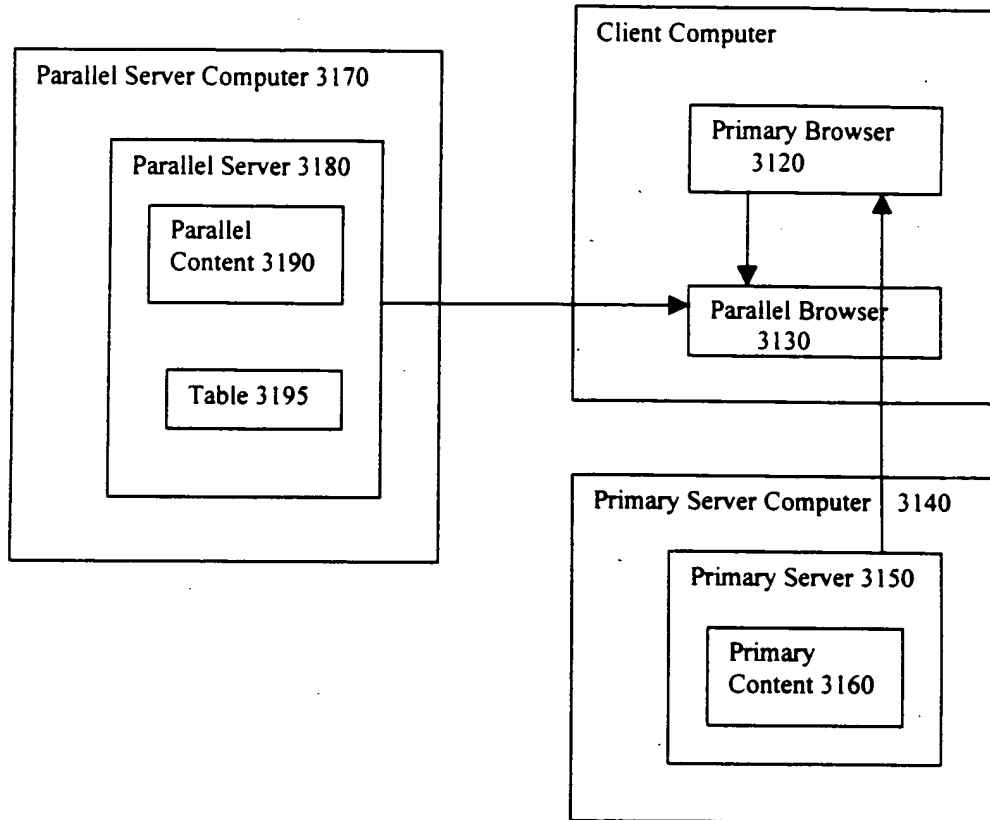 Parallel Server Computer 3170
Parallel Server 3180
Parallel
Content 3190
Table 3195
Client Computer
Primary Browser
3120
Parallel Browser
3130
Primary Server Computer 3140
Primary Server 3150
Primary
Content 3160